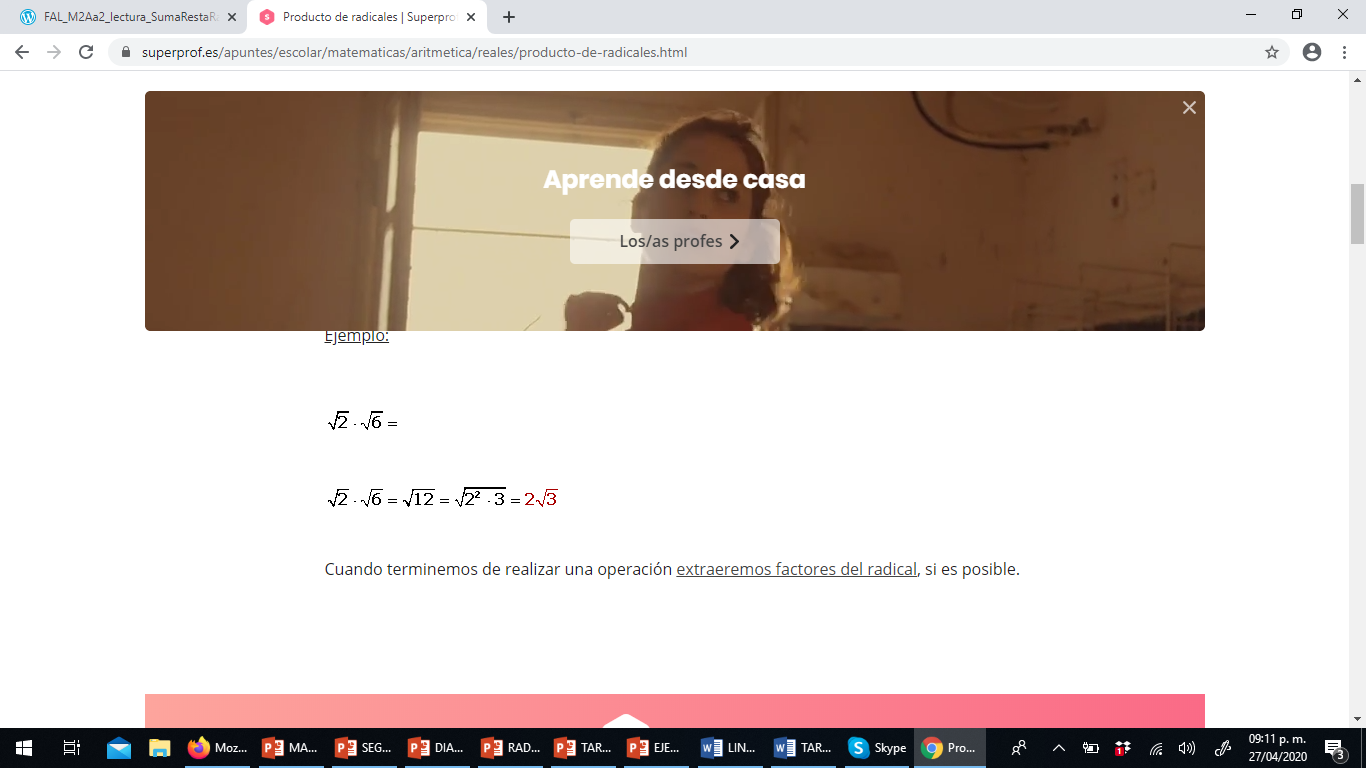 FAL_M2Aa2_lectura_SumaRestaRa
Producto de radicales | Superprof
superprof.es/apuntes/escolar/matematicas/aritmetica/reales/producto-de-radicales.html
Aprende desde casa
Los/as profes
Ejemplo:
√2 · √6 =
√2 · √6 = √12 = √2² · 3 = 2√3
Cuando terminemos de realizar una operación extraeremos factores del radical, si es posible.
Moz... MA... SEG... DIA... RAD... TAR... EJE... LIN... TAR... Skype Pro...
09:11 p. m.
27/04/2020
3